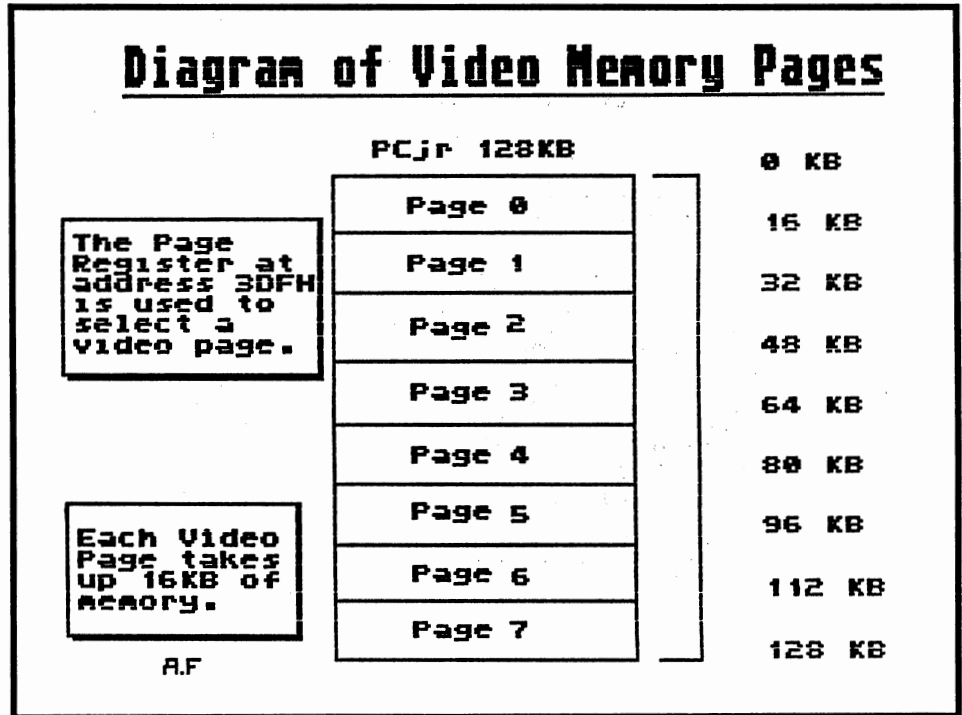 Diagram of Video Memory Pages
PCjr 128KB
0 KB
Page 0
16 KB
The Page
Register at
address 3DFH
is used to
select a
video page.
Page 1
32 KB
Page 2
48 KB
Page 3
64 KB
Page 4
80 KB
Page 5
96 KB
Each Video
Page takes
up 16KB of
memory.
Page 6
112 KB
Page 7
128 KB
A.F